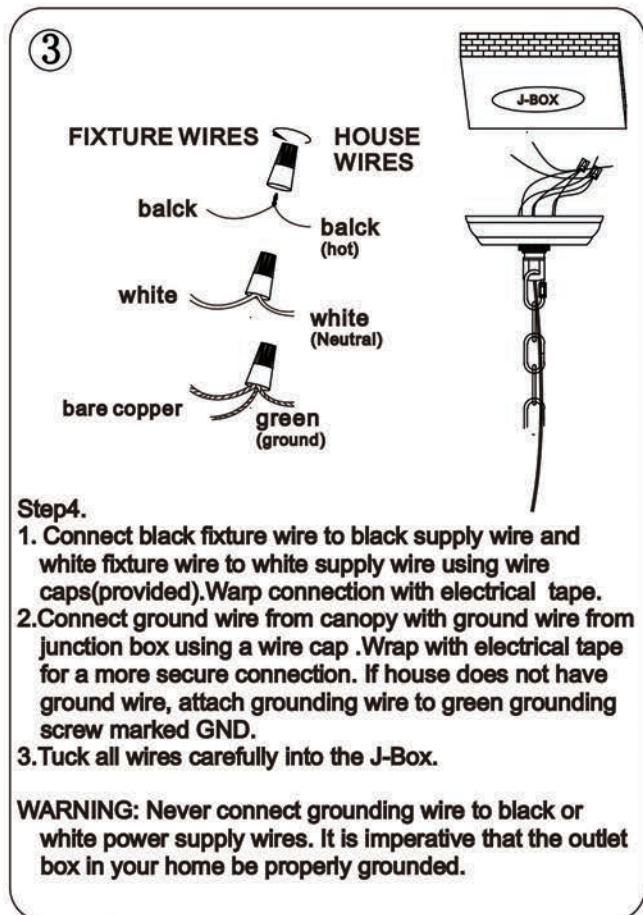 ③
J-BOX
FIXTURE WIRES
HOUSE
WIRES
balck
balck
(hot)
white
white
(Neutral)
bare copper
green
(ground)
Step4.
1. Connect black fixture wire to black supply wire and
white fixture wire to white supply wire using wire
caps(provided).Warp connection with electrical tape.
2.Connect ground wire from canopy with ground wire from
junction box using a wire cap .Wrap with electrical tape
for a more secure connection. If house does not have
ground wire, attach grounding wire to green grounding
screw marked GND.
3.Tuck all wires carefully into the J-Box.
WARNING: Never connect grounding wire to black or
white power supply wires. It is imperative that the outlet
box in your home be properly grounded.